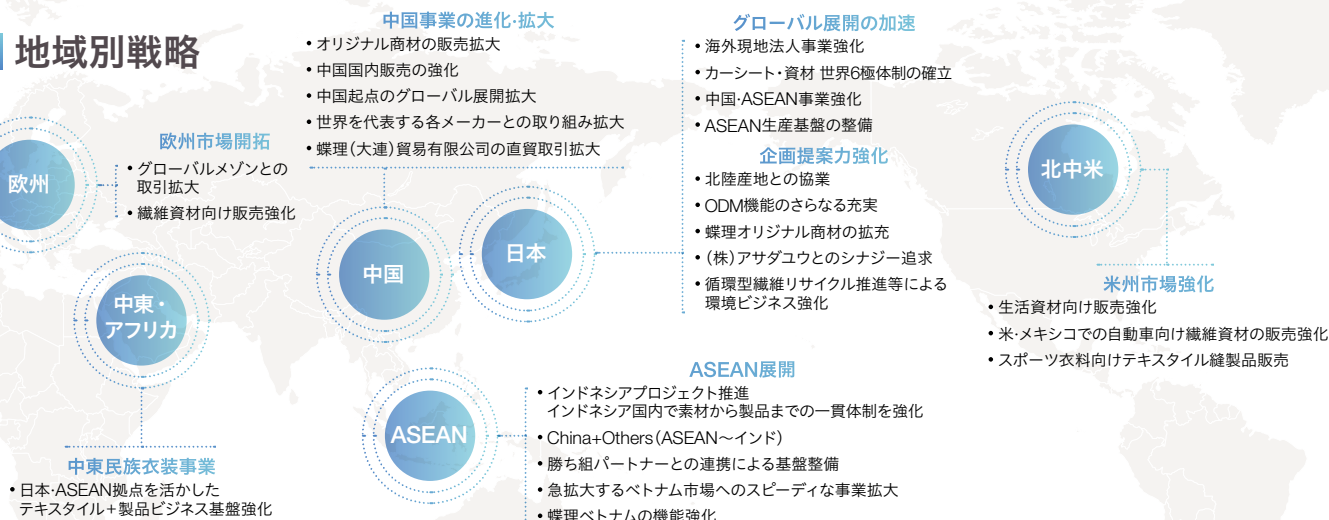 地域別戦略
中国事業の進化·拡大
• オリジナル商材の販売拡大
• 中国国内販売の強化
• 中国起点のグローバル展開拡大
• 世界を代表する各メーカーとの取り組み拡大
• 蝶理(大連)貿易有限公司の直貿取引拡大
グローバル展開の加速
• 海外現地法人事業強化
• カーシート・資材 世界6極体制の確立
• 中国·ASEAN事業強化
• ASEAN生産基盤の整備
企画提案力強化
• 北陸産地との協業
• ODM機能のさらなる充実
• 蝶理オリジナル商材の拡充
• (株)アサダユウとのシナジー追求
• 循環型繊維リサイクル推進等による
環境ビジネス強化
欧州市場開拓
• グローバルメゾンとの
取引拡大
• 繊維資材向け販売強化
欧州
中国
日本
北中米
中東・
アフリカ
ASEAN
米州市場強化
• 生活資材向け販売強化
• 米·メキシコでの自動車向け繊維資材の販売強化
• スポーツ衣料向けテキスタイル縫製品販売
ASEAN展開
• インドネシアプロジェクト推進
インドネシア国内で素材から製品までの一貫体制を強化
• China+Others(ASEAN〜インド)
• 勝ち組パートナーとの連携による基盤整備
• 急拡大するベトナム市場へのスピーディな事業拡大
• 蝶理ベトナムの機能強化
中東民族衣装事業
• 日本·ASEAN拠点を活かした
テキスタイル+製品ビジネス基盤強化